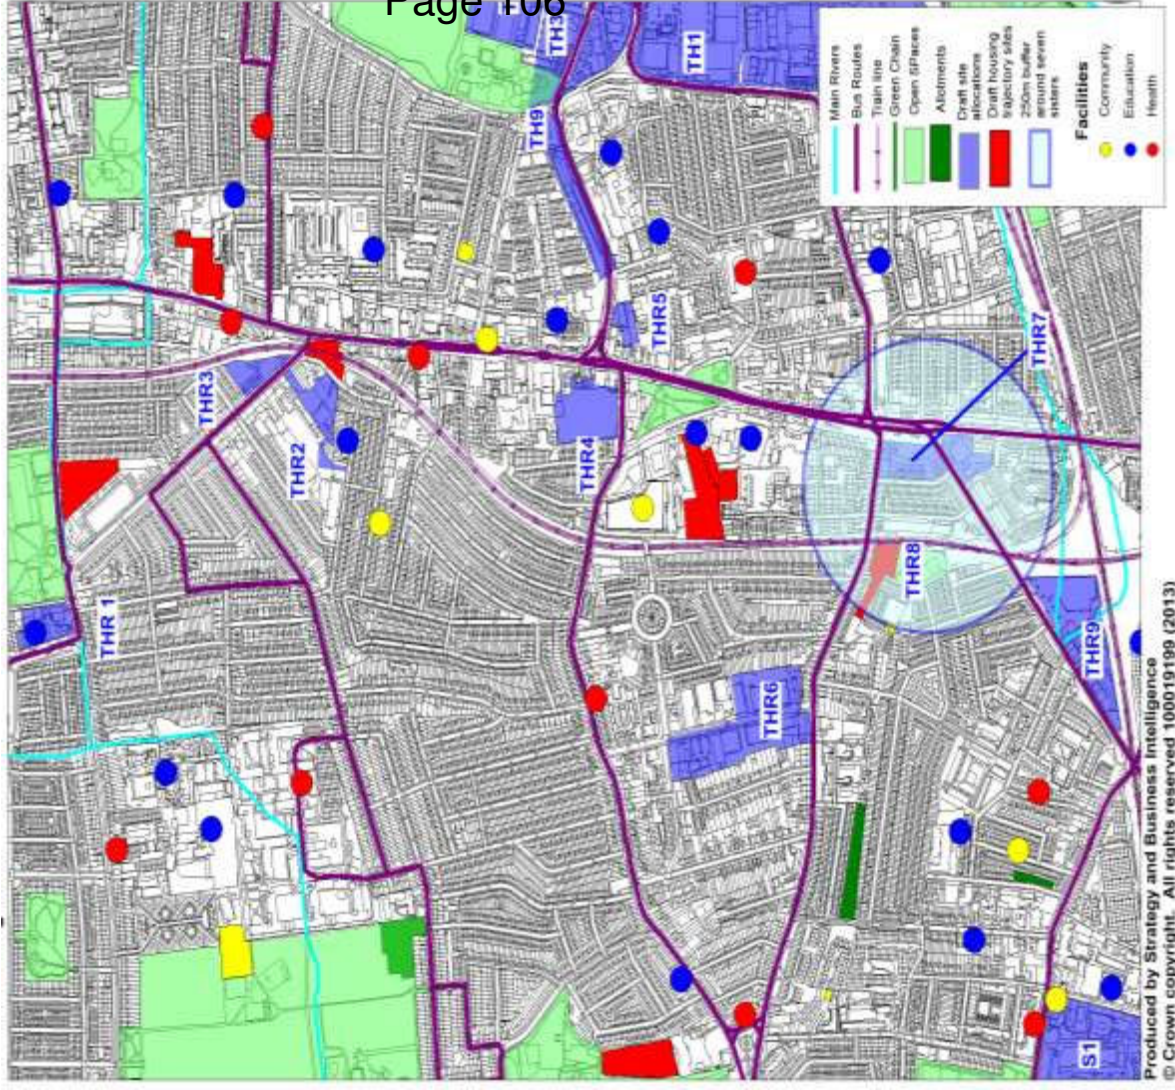 Page 106
TH3
TH1
TH9
THR3
THR5
THR2
THR4
THR7
THR 1
THR8
THR6
THR9
S1
Main Rivers
Bus Routes
Train line
Green Chain
Open SPaces
Allotments
Draft site
allocations
Draft housing
trajectory sites
250m buffer
around seven
sisters
Facilities
Community
Education
Health
Produced by Strategy and Business Intelligence
Crown copyright. All rights reserved 100019199 (2013)